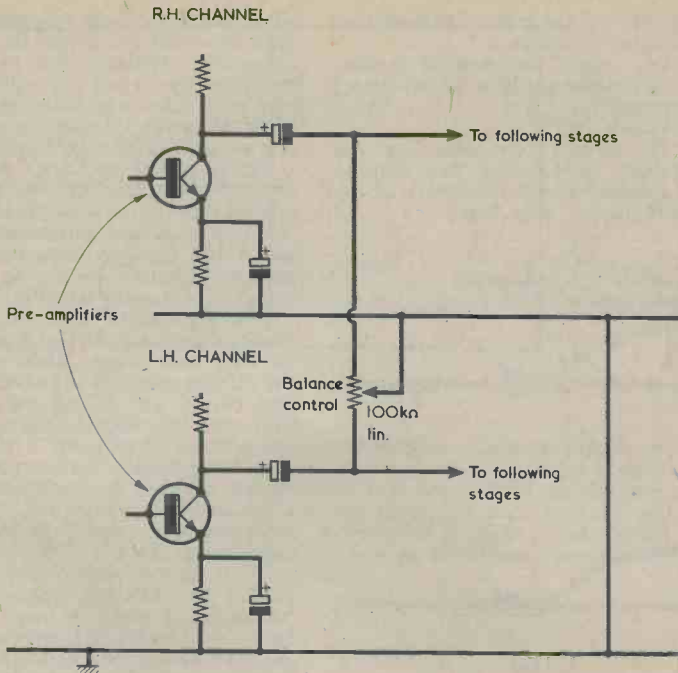 R.H. CHANNEL
To following stages
Pre-amplifiers
L.H. CHANNEL
Balance
control
100kΩ
lin.
To following
stages